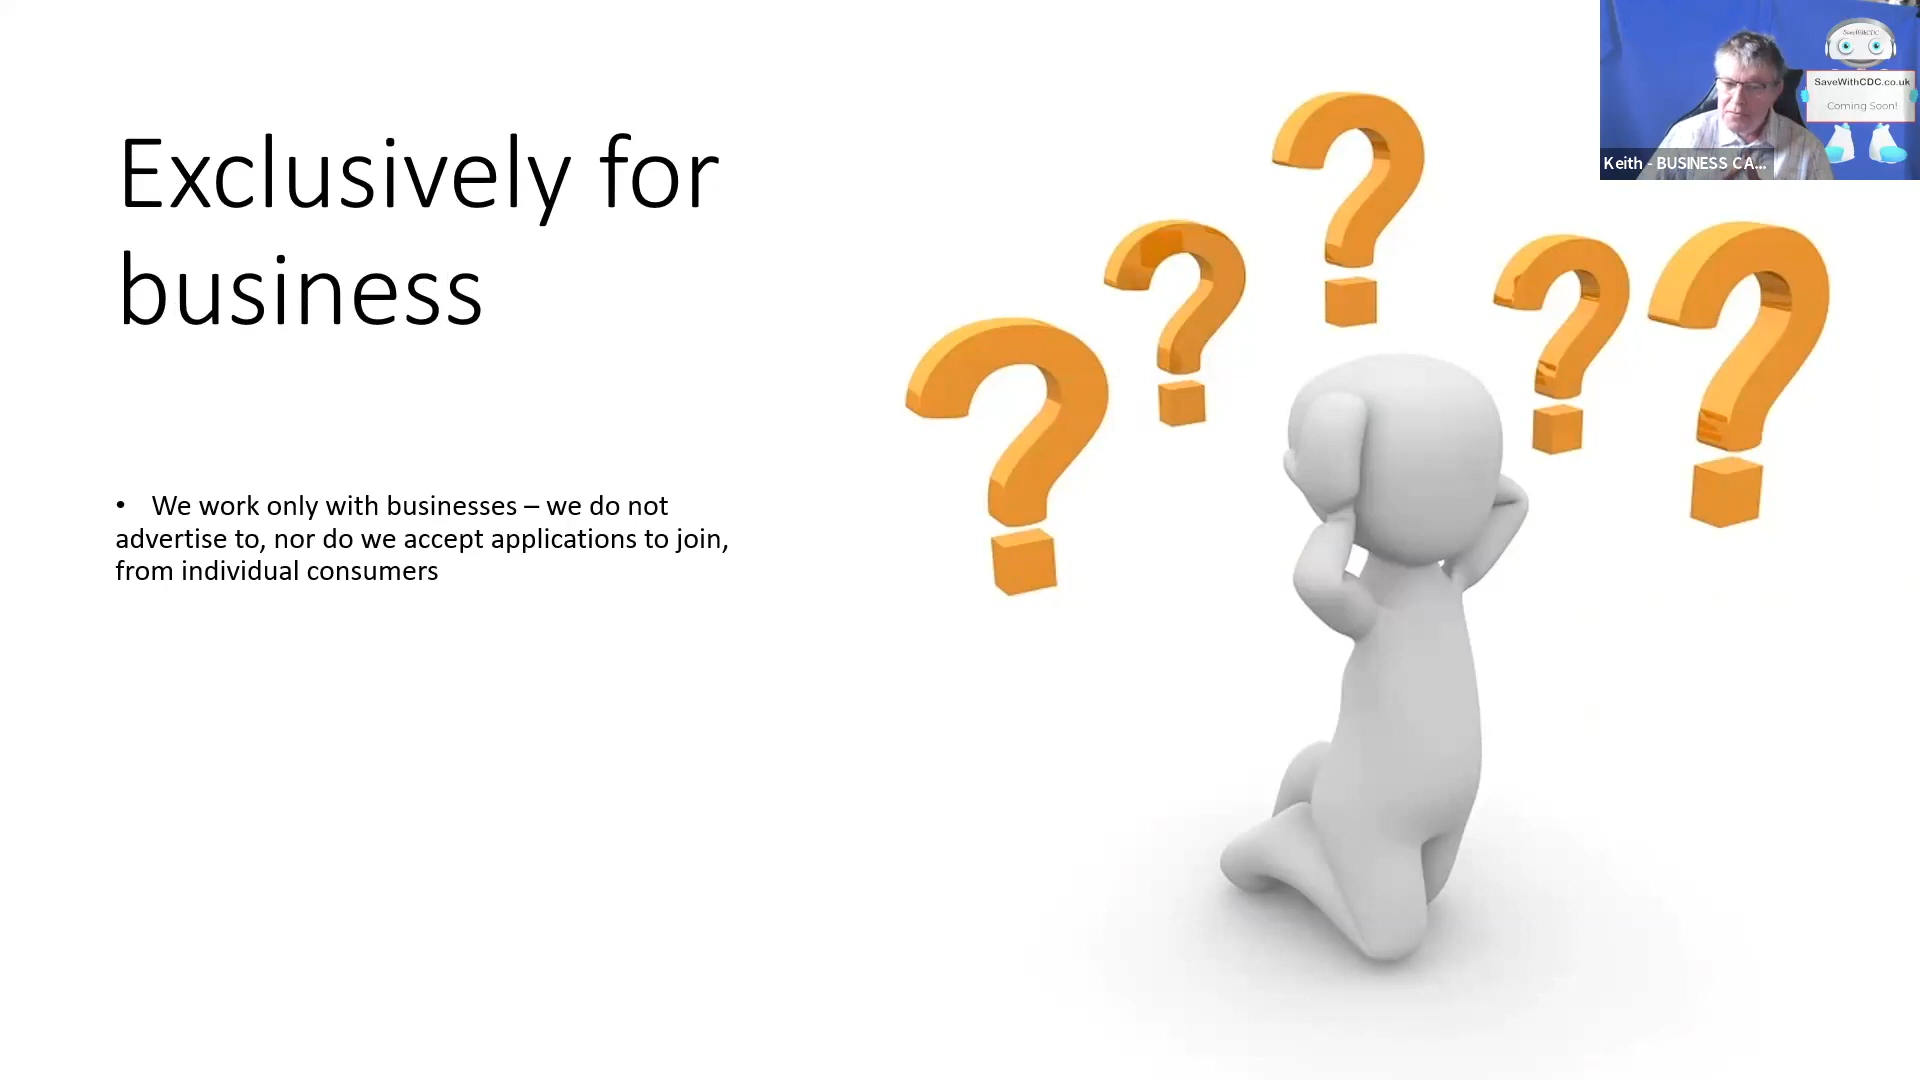 Exclusively for
business
• We work only with businesses – we do not
advertise to, nor do we accept applications to join,
from individual consumers
SaveWithCDC
SaveWithCDC.co.uk
Coming Soon!
Keith - BUSINESS CA...